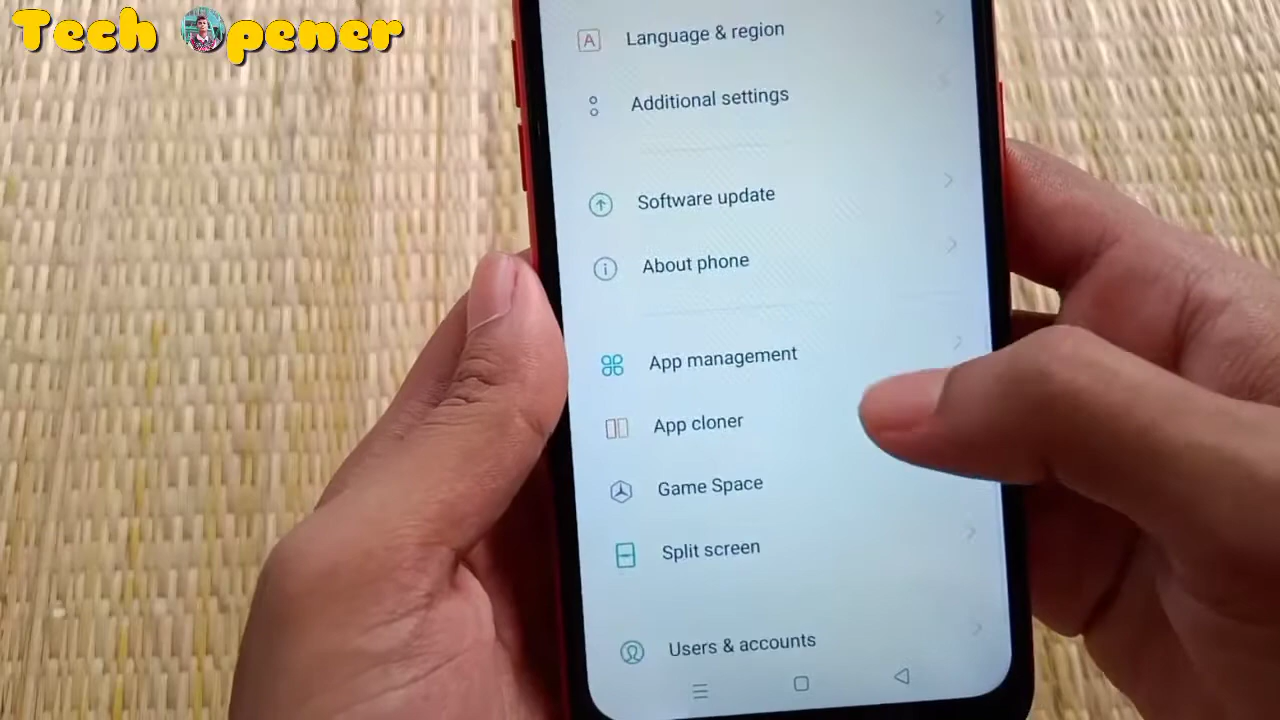 Tech Opener
Language & region
Additional settings
Software update
About phone
App management
App cloner
Game Space
Split screen
Users & accounts